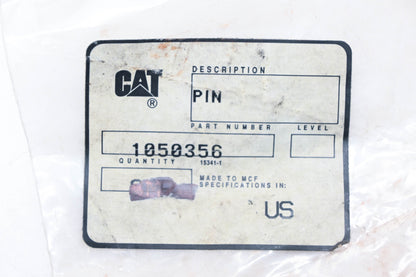 CAT ®
DESCRIPTION
PIN
PART NUMBER LEVEL
1050356
QUANTITY 15341-1
MADE TO MCF
SPECIFICATIONS IN:
US